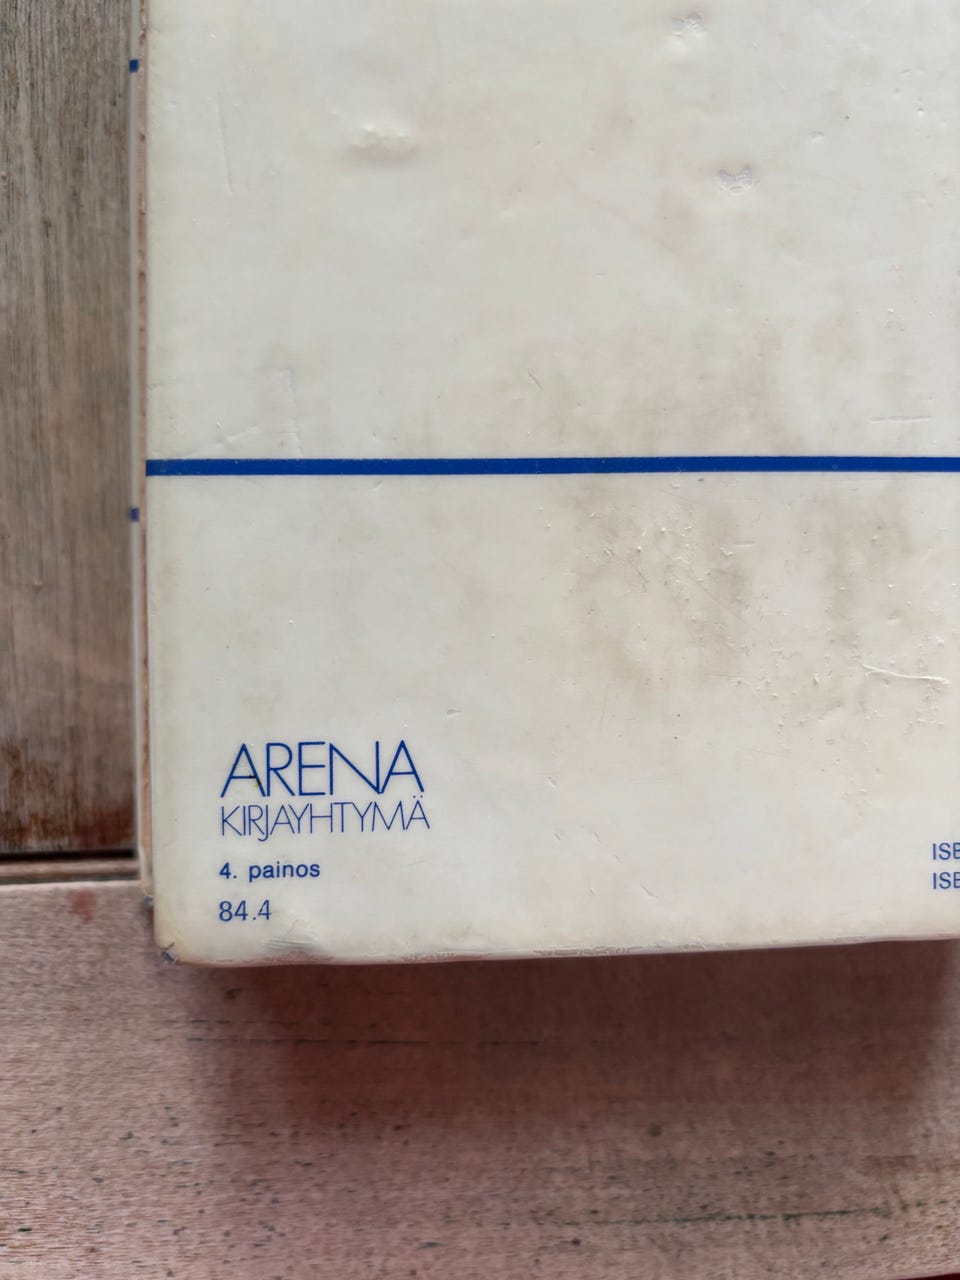 ARENA
KIRJAYHTYMÄ
4. painos
84.4